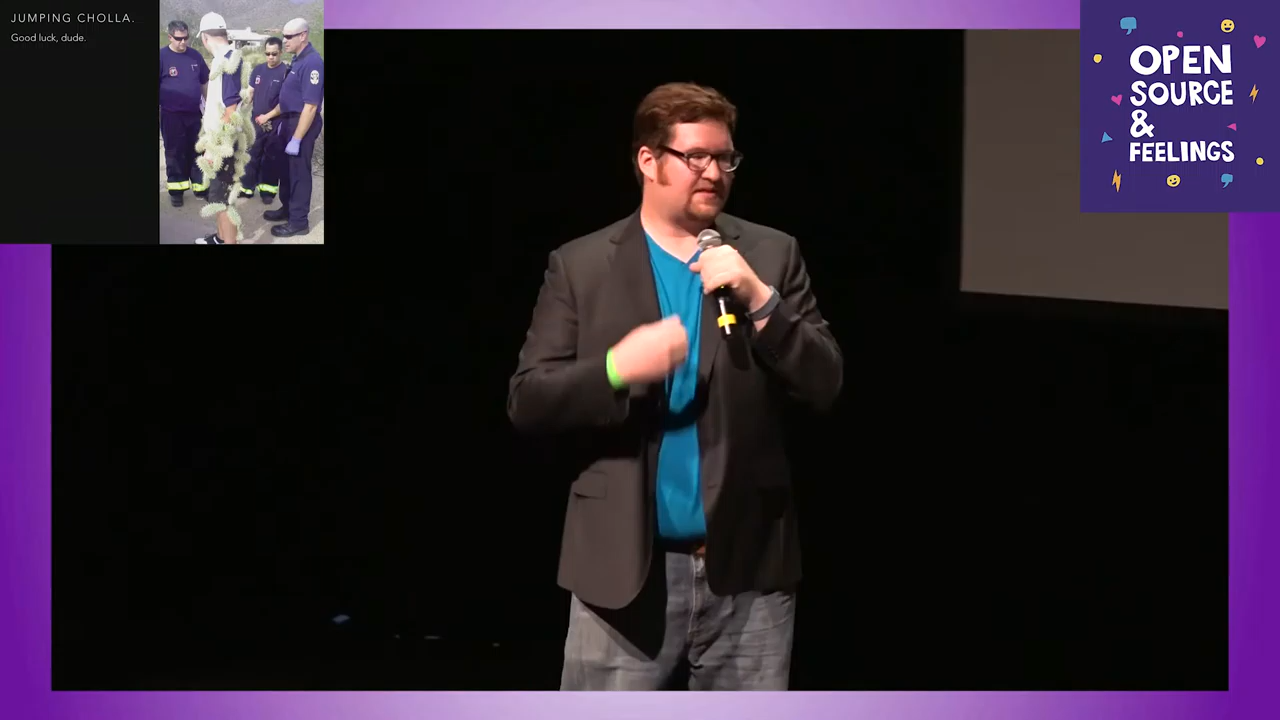 JUMPING CHOLLA.
Good luck, dude.
OPEN
SOURCE
&
FEELINGS